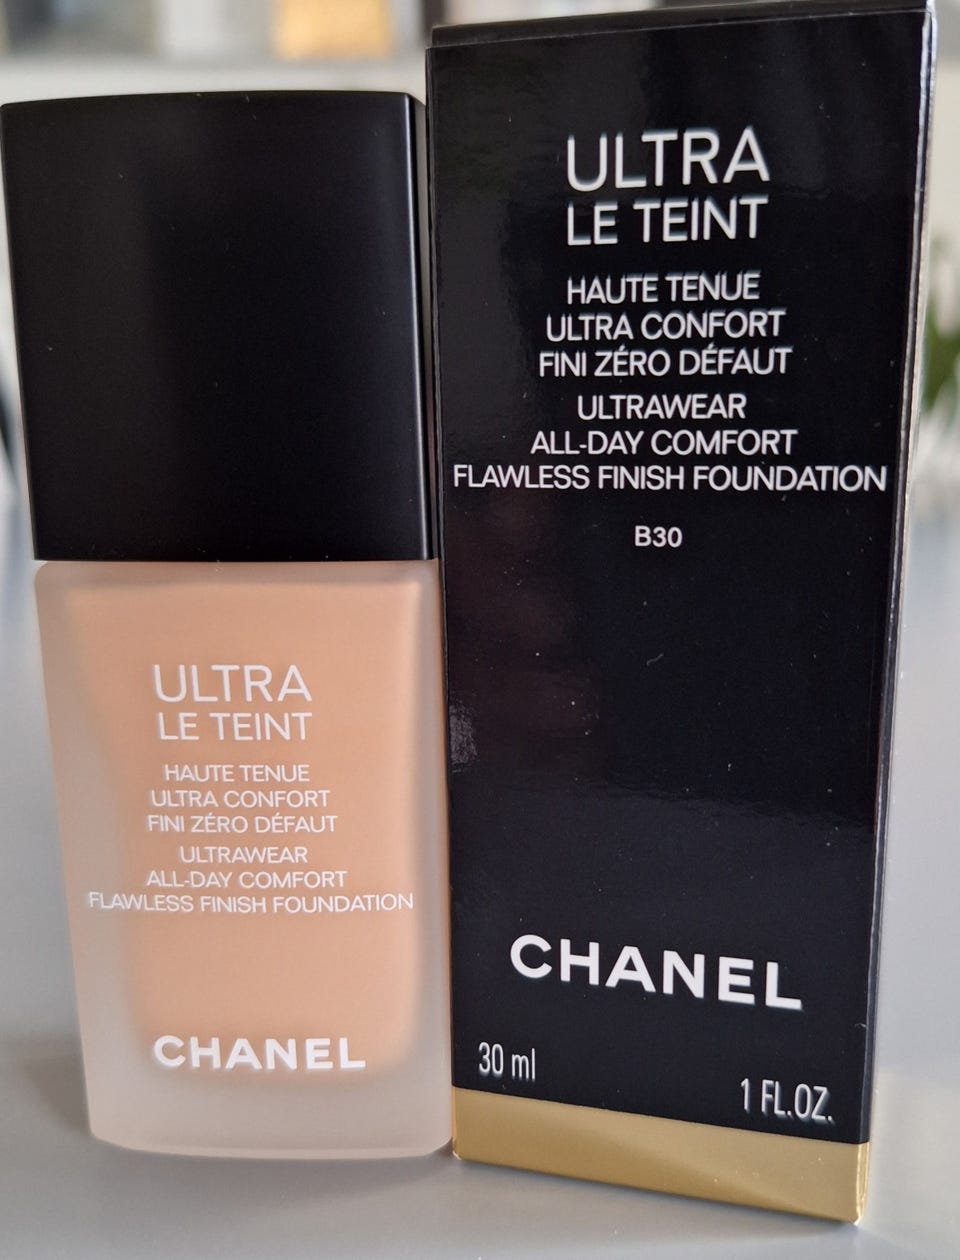 ULTRA
LE TEINT
HAUTE TENUE
ULTRA CONFORT
FINI ZÉRO DÉFAUT
ULTRAWEAR
ALL-DAY COMFORT
FLAWLESS FINISH FOUNDATION
CHANEL
ULTRA
LE TEINT
HAUTE TENUE
ULTRA CONFORT
FINI ZÉRO DÉFAUT
ULTRAWEAR
ALL-DAY COMFORT
FLAWLESS FINISH FOUNDATION
B30
CHANEL
30 ml
1 FL.OZ.